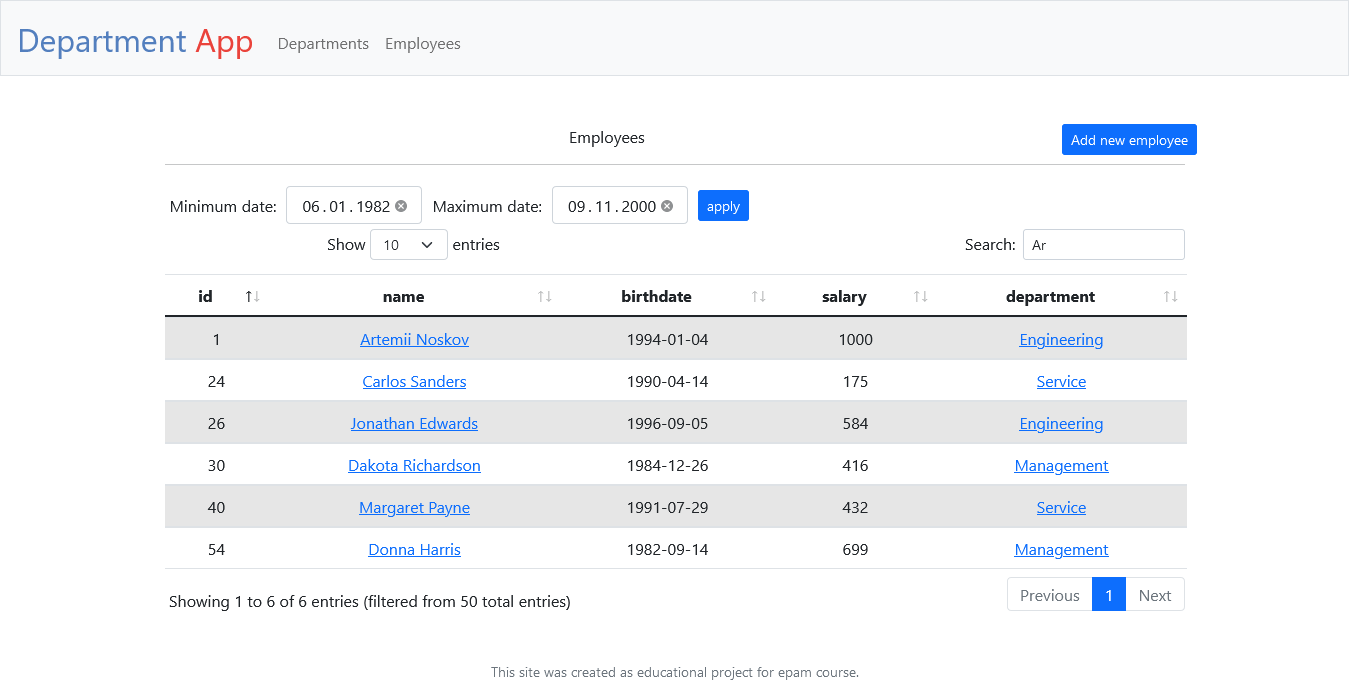 Department App Departments Employees
Employees Add new employee
Minimum date: 06.01.1982 Maximum date: 09.11.2000 apply
Show 10 entries Search: Ar
id ↑↓ name ↑↓ birthdate ↑↓ salary ↑↓ department ↑↓
1 Artemii Noskov 1994-01-04 1000 Engineering
24 Carlos Sanders 1990-04-14 175 Service
26 Jonathan Edwards 1996-09-05 584 Engineering
30 Dakota Richardson 1984-12-26 416 Management
40 Margaret Payne 1991-07-29 432 Service
54 Donna Harris 1982-09-14 699 Management
Showing 1 to 6 of 6 entries (filtered from 50 total entries) Previous 1 Next
This site was created as educational project for epam course.